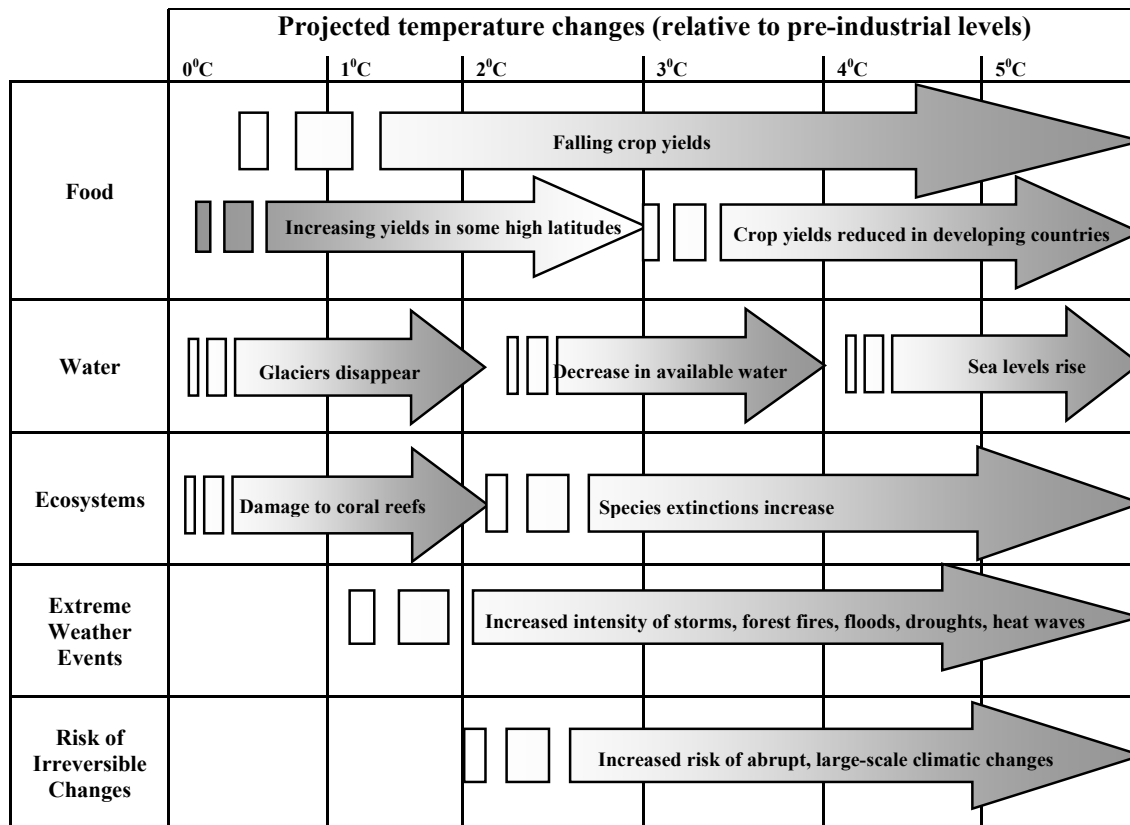 Projected temperature changes (relative to pre-industrial levels)
0⁰C 1⁰C 2⁰C 3⁰C 4⁰C 5⁰C
Food
Falling crop yields
Increasing yields in some high latitudes
Crop yields reduced in developing countries
Water
Glaciers disappear
Decrease in available water
Sea levels rise
Ecosystems
Damage to coral reefs
Species extinctions increase
Extreme
Weather
Events
Increased intensity of storms, forest fires, floods, droughts, heat waves
Risk of
Irreversible
Changes
Increased risk of abrupt, large-scale climatic changes